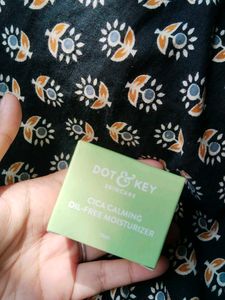 DOT & KEY
SKINCARE
CICA CALMING
OIL-FREE MOISTURIZER